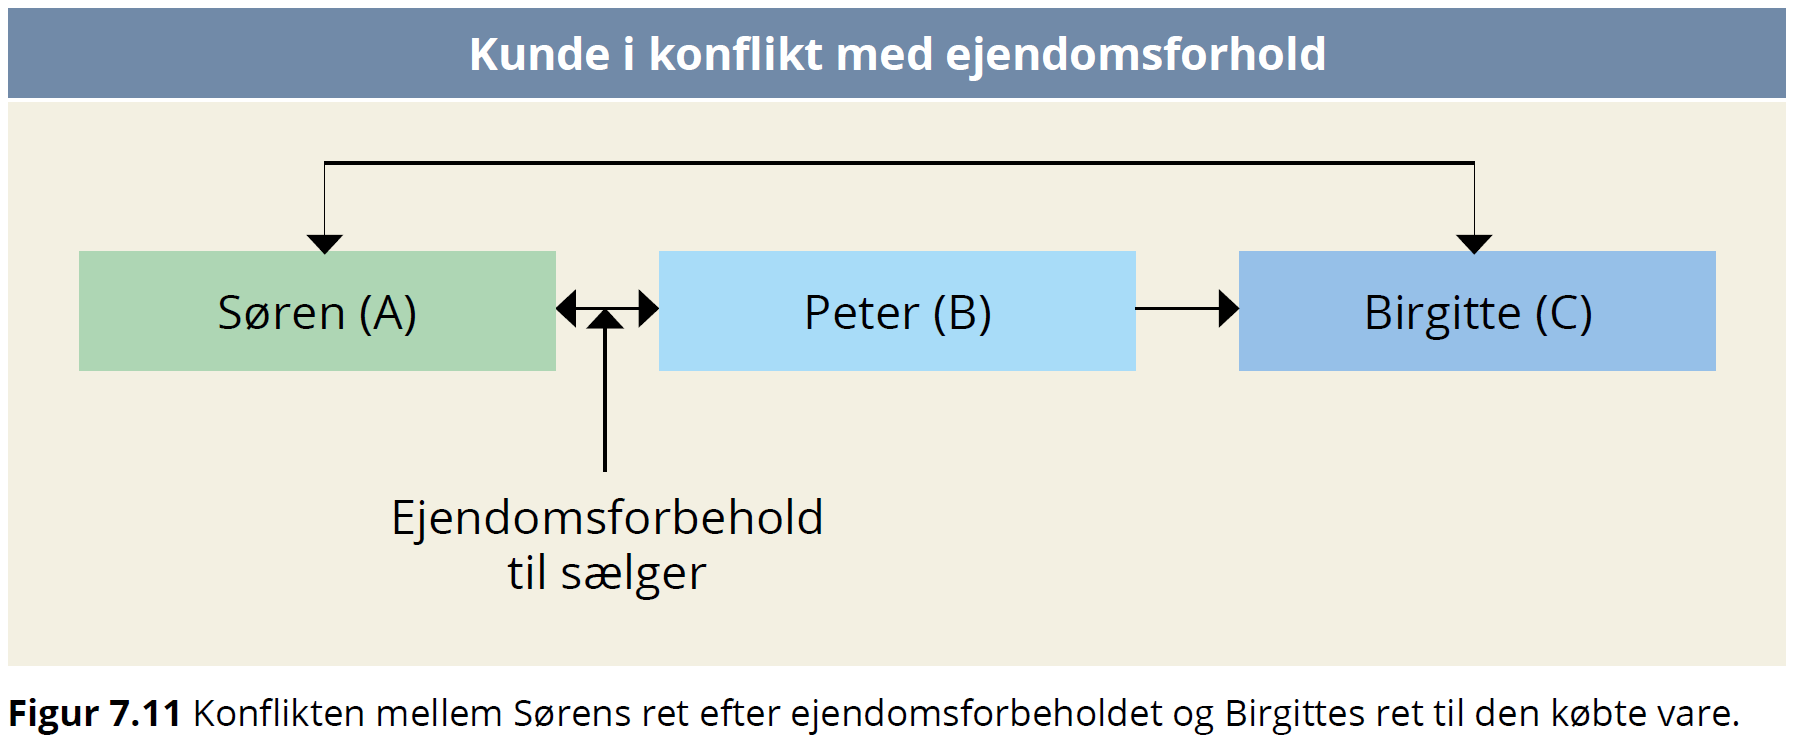 Kunde i konflikt med ejendomsforhold
Søren (A)
Peter (B)
Birgitte (C)
Ejendomsforbehold
til sælger
Figur 7.11 Konflikten mellem Sørens ret efter ejendomsforbeholdet og Birgittes ret til den købte vare.